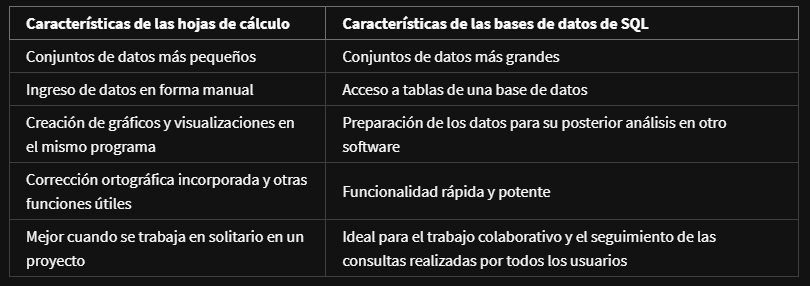 Características de las hojas de cálculo
Características de las bases de datos de SQL
Conjuntos de datos más pequeños
Conjuntos de datos más grandes
Ingreso de datos en forma manual
Acceso a tablas de una base de datos
Creación de gráficos y visualizaciones en
el mismo programa
Preparación de los datos para su posterior análisis en otro
software
Corrección ortográfica incorporada y otras
funciones útiles
Funcionalidad rápida y potente
Mejor cuando se trabaja en solitario en un
proyecto
Ideal para el trabajo colaborativo y el seguimiento de las
consultas realizadas por todos los usuarios